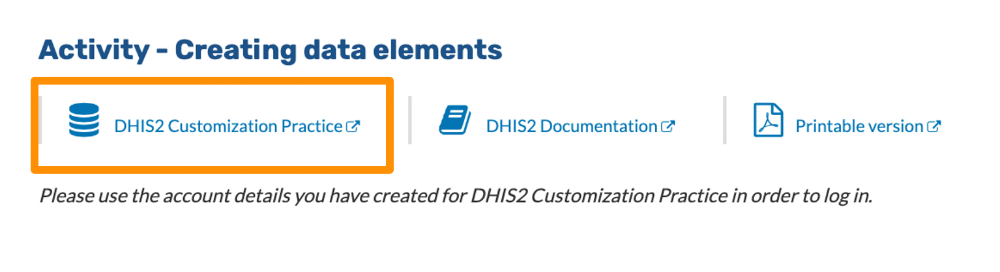 Activity - Creating data elements
DHIS2 Customization Practice
DHIS2 Documentation
Printable version
Please use the account details you have created for DHIS2 Customization Practice in order to log in.